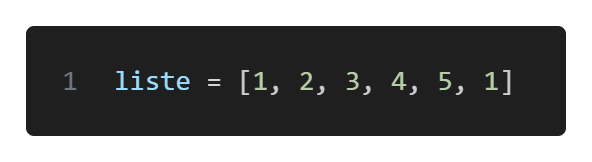 1 liste = [1, 2, 3, 4, 5, 1]